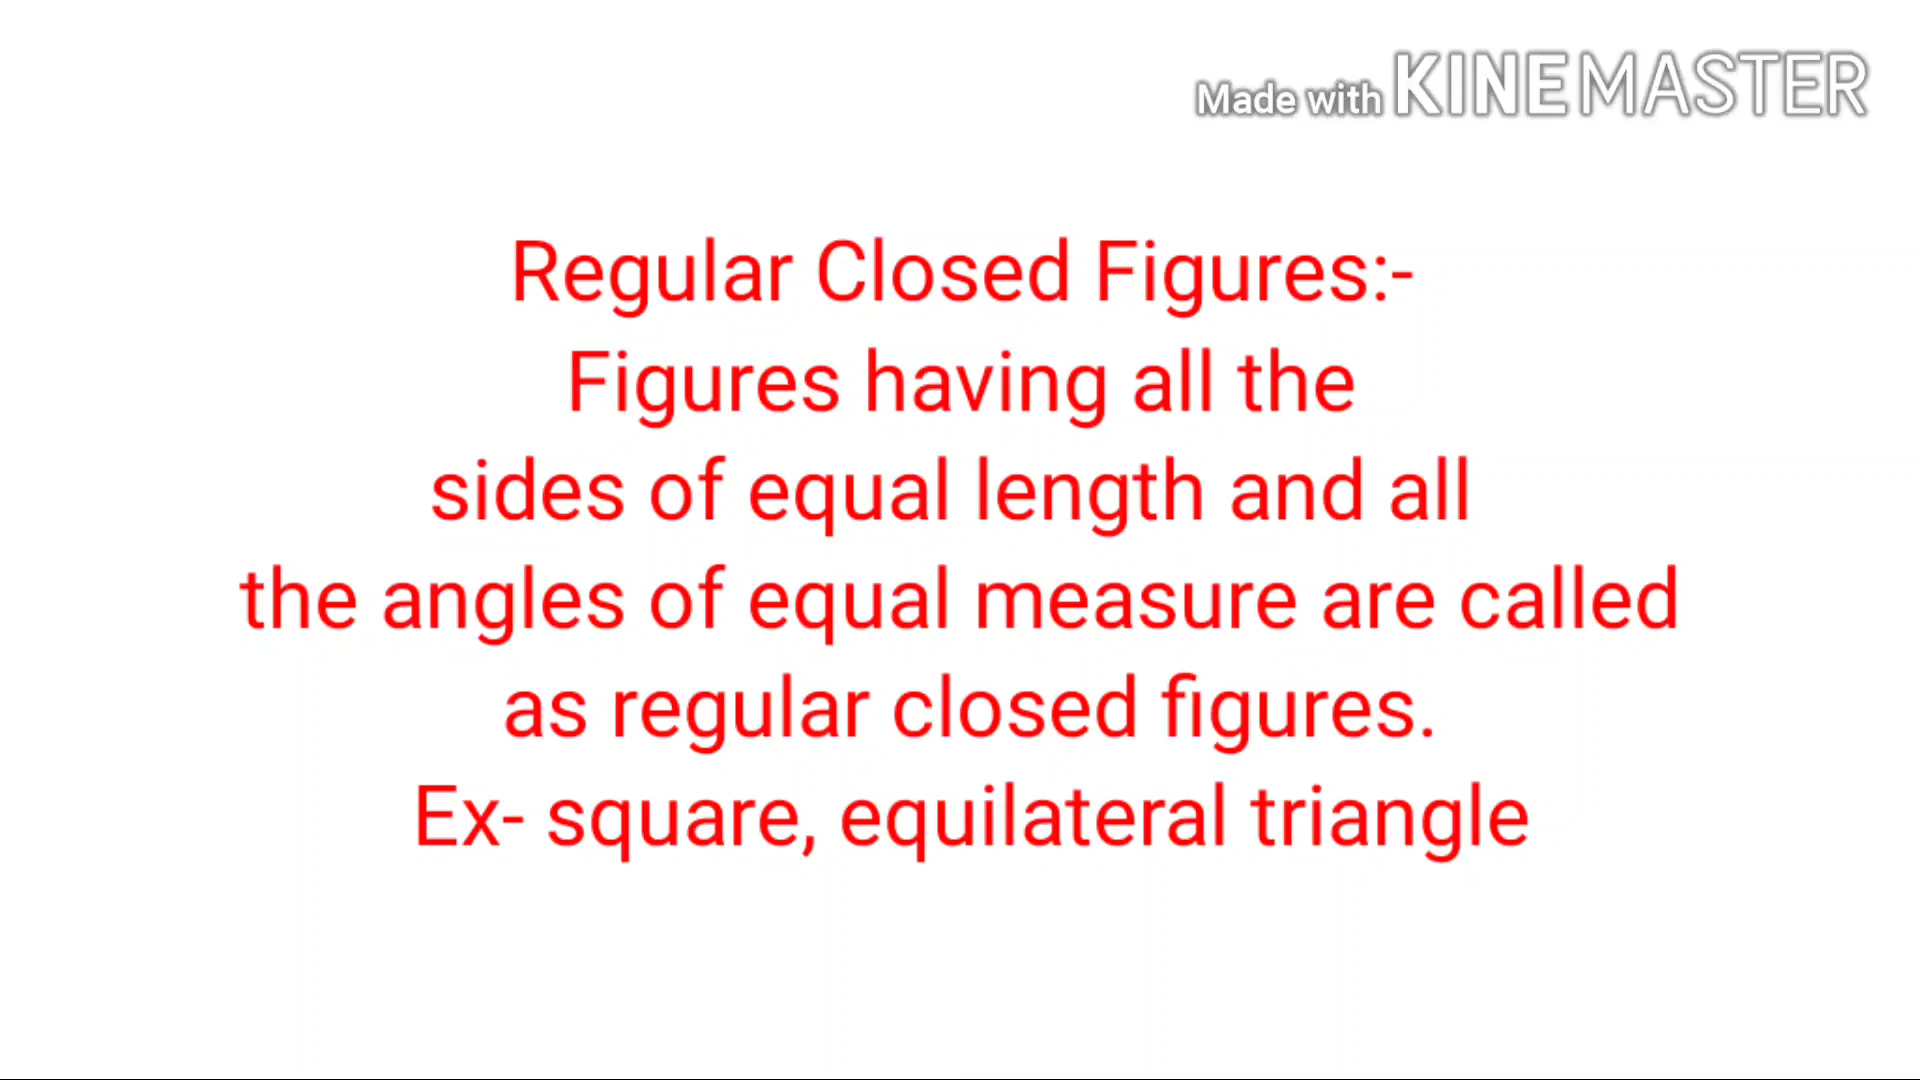 Made with KINEMASTER
Regular Closed Figures:-
Figures having all the
sides of equal length and all
the angles of equal measure are called
as regular closed figures.
Ex- square, equilateral triangle